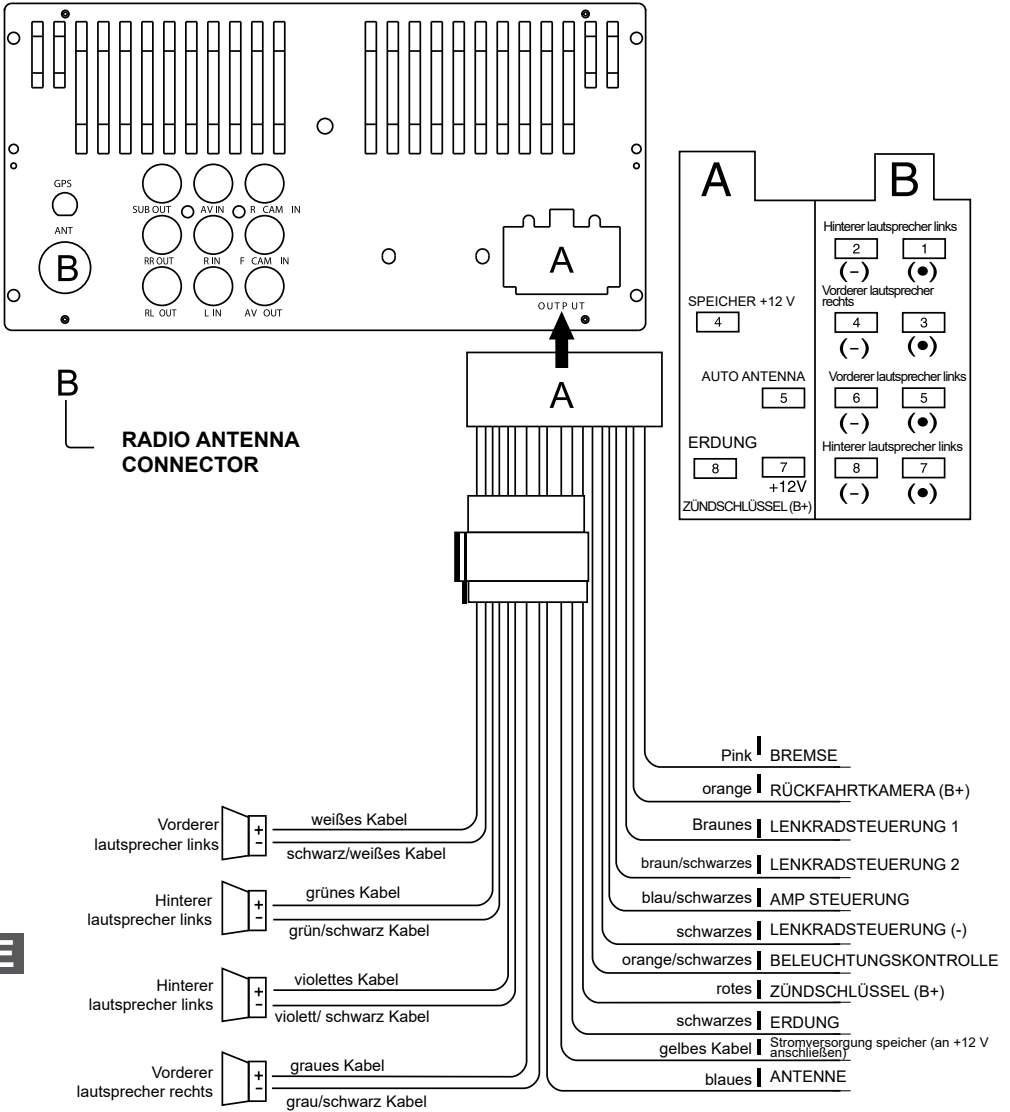 GPS
SUB OUT AV IN R CAM IN
ANT
RR OUT R IN F CAM IN
B
A
RL OUT L IN AV OUT
OUTPUT
A
B
RADIO ANTENNA
CONNECTOR
A
SPEICHER +12 V
4
AUTO ANTENNA
5
ERDUNG
8 7
+12V
ZÜNDSCHLÜSSEL (B+)
B
Hinterer lautsprecher links
2 1
(-) (•)
Vorderer lautsprecher
rechts
4 3
(-) (•)
Vorderer lautsprecher links
6 5
(-) (•)
Hinterer lautsprecher links
8 7
(-) (•)
Vorderer
lautsprecher links
+
-
weißes Kabel
schwarz/weißes Kabel
Hinterer
lautsprecher links
+
-
grünes Kabel
grün/schwarz Kabel
Hinterer
lautsprecher links
+
-
violettes Kabel
violett/ schwarz Kabel
Vorderer
lautsprecher rechts
+
-
graues Kabel
grau/schwarz Kabel
Pink BREMSE
orange RÜCKFAHRTKAMERA (B+)
Braunes LENKRADSTEUERUNG 1
braun/schwarzes LENKRADSTEUERUNG 2
blau/schwarzes AMP STEUERUNG
schwarzes LENKRADSTEUERUNG (-)
orange/schwarzes BELEUCHTUNGSKONTROLLE
rotes ZÜNDSCHLÜSSEL (B+)
schwarzes ERDUNG
gelbes Kabel Stromversorgung speicher (an +12 V
anschließen)
blaues ANTENNE
E